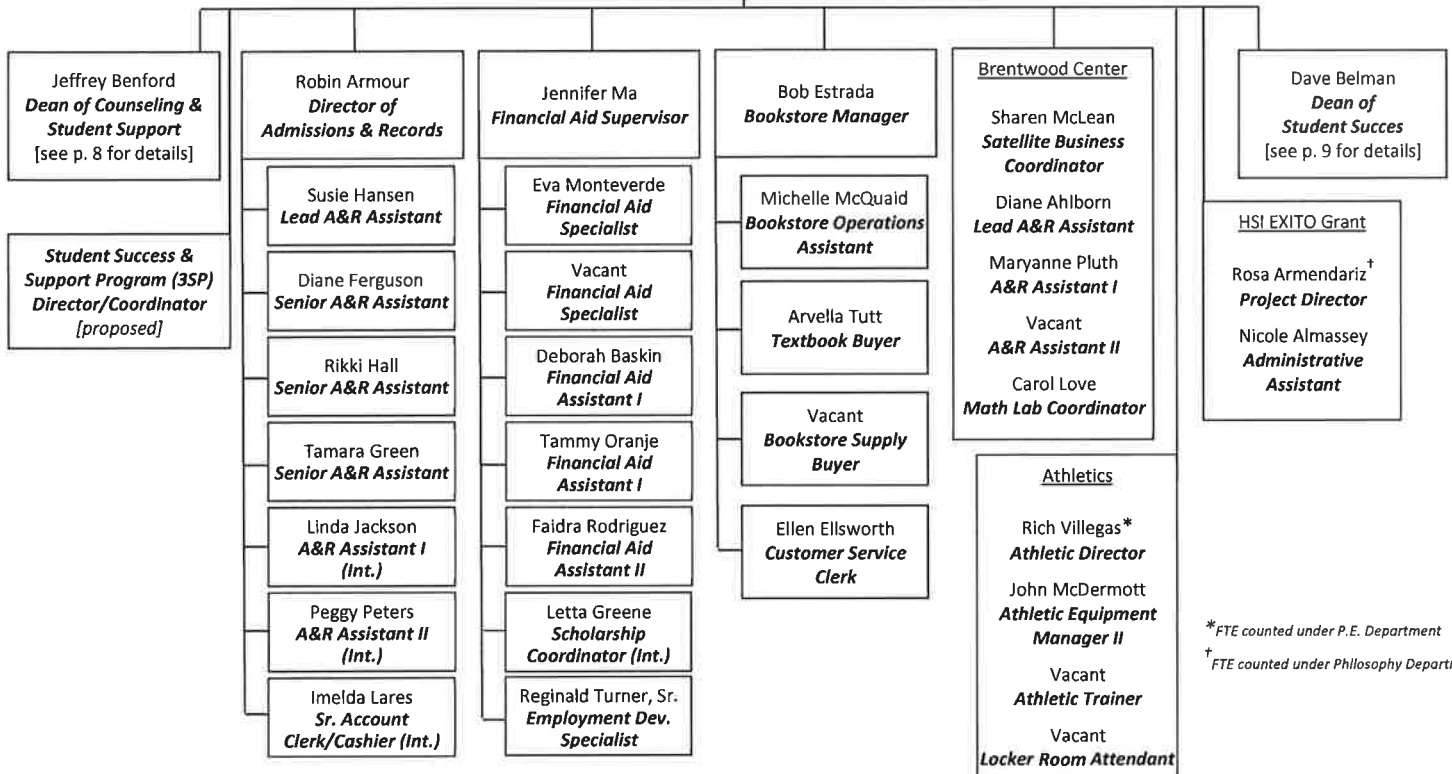 Jeffrey Benford
Dean of Counseling &
Student Support
[see p. 8 for details]
Student Success &
Support Program (3SP)
Director/Coordinator
[proposed]
Robin Armour
Director of
Admissions & Records
Susie Hansen
Lead A&R Assistant
Diane Ferguson
Senior A&R Assistant
Rikki Hall
Senior A&R Assistant
Tamara Green
Senior A&R Assistant
Linda Jackson
A&R Assistant I
(Int.)
Peggy Peters
A&R Assistant II
(Int.)
Imelda Lares
Sr. Account
Clerk/Cashier (Int.)
Jennifer Ma
Financial Aid Supervisor
Eva Monteverde
Financial Aid
Specialist
Vacant
Financial Aid
Specialist
Deborah Baskin
Financial Aid
Assistant I
Tammy Oranje
Financial Aid
Assistant I
Faidra Rodriguez
Financial Aid
Assistant II
Letta Greene
Scholarship
Coordinator (Int.)
Reginald Turner, Sr.
Employment Dev.
Specialist
Bob Estrada
Bookstore Manager
Michelle McQuaid
Bookstore Operations
Assistant
Arvella Tutt
Textbook Buyer
Vacant
Bookstore Supply
Buyer
Ellen Ellsworth
Customer Service
Clerk
Brentwood Center
Sharen McLean
Satellite Business
Coordinator
Diane Ahlborn
Lead A&R Assistant
Maryanne Pluth
A&R Assistant I
Vacant
A&R Assistant II
Carol Love
Math Lab Coordinator
Athletics
Rich Villegas*
Athletic Director
John McDermott
Athletic Equipment
Manager II
Vacant
Athletic Trainer
Vacant
Locker Room Attendant
Dave Belman
Dean of
Student Succes
[see p. 9 for details]
HSI EXITO Grant
Rosa Armendariz†
Project Director
Nicole Almassey
Administrative
Assistant
*FTE counted under P.E. Department
†FTE counted under Philosophy Depart